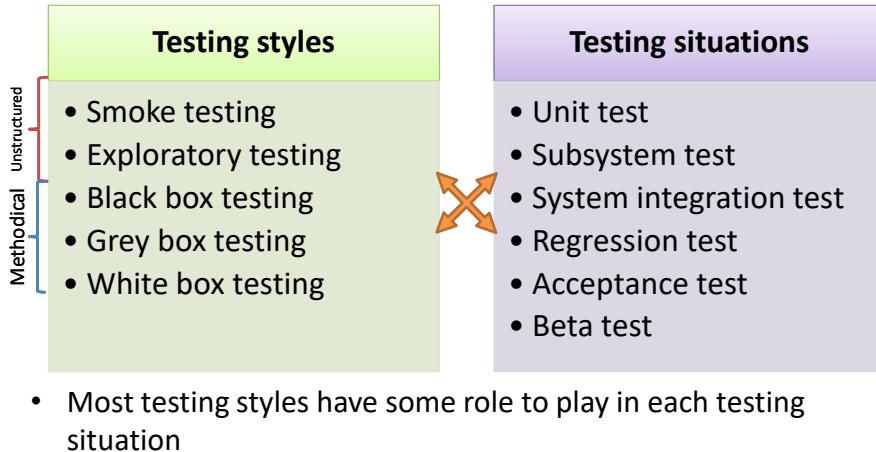 Testing styles
Unstructured
Methodical
• Smoke testing
• Exploratory testing
• Black box testing
• Grey box testing
• White box testing
Testing situations
• Unit test
• Subsystem test
• System integration test
• Regression test
• Acceptance test
• Beta test
• Most testing styles have some role to play in each testing
situation